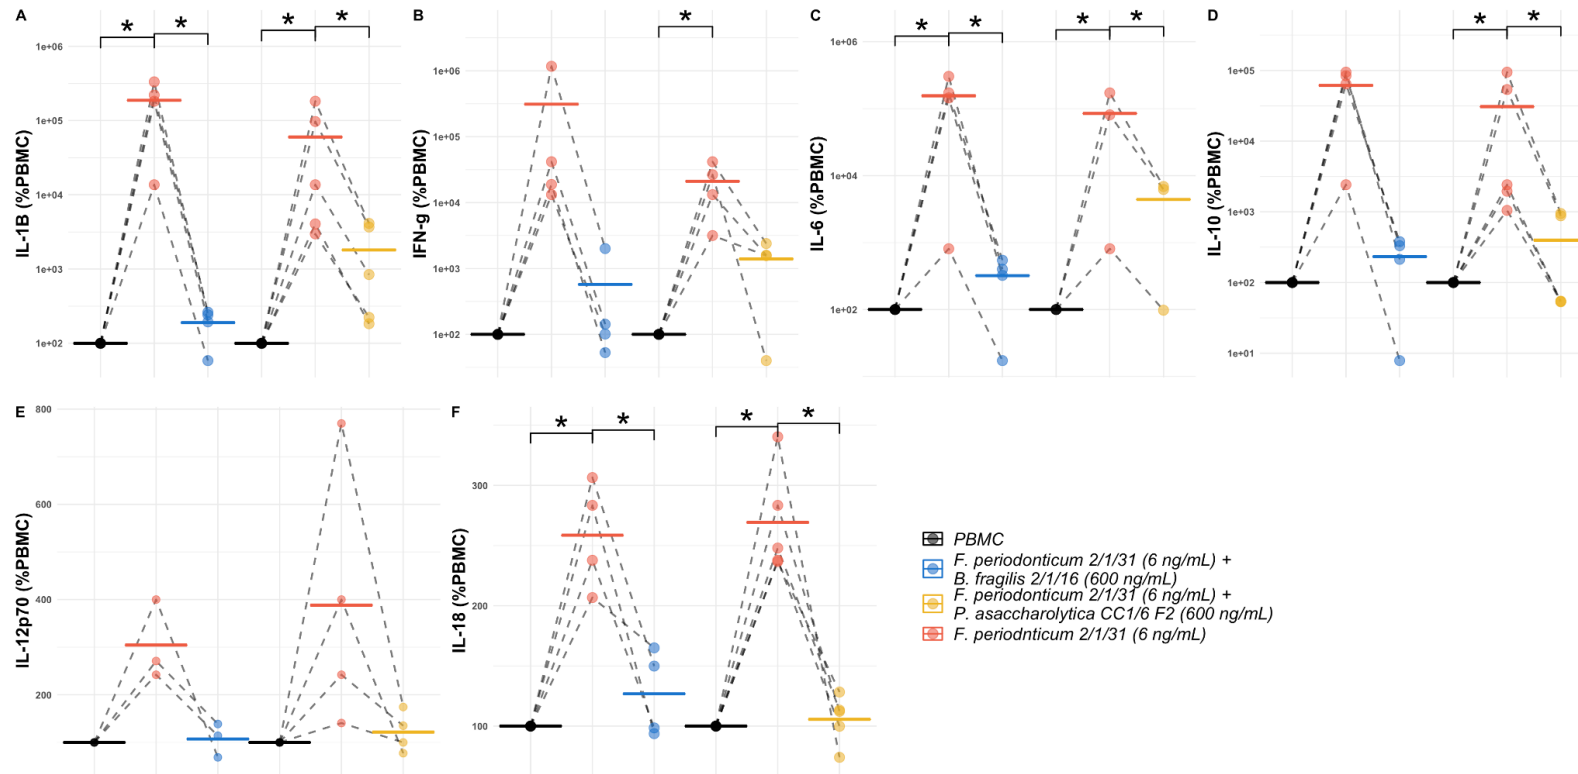 A
*
*
*
*
IL-1B (%PBMC)
1e+06
1e+05
1e+04
1e+03
1e+02
B
*
IFN-g (%PBMC)
1e+06
1e+05
1e+04
1e+03
1e+02
C
*
*
*
*
IL-6 (%PBMC)
1e+06
1e+04
1e+02
D
*
*
IL-10 (%PBMC)
1e+05
1e+04
1e+03
1e+02
1e+01
E
IL-12p70 (%PBMC)
800
600
400
200
F
*
*
*
*
IL-18 (%PBMC)
300
200
100
PBMC
F. periodonticum 2/1/31 (6 ng/mL) +
B. fragilis 2/1/16 (600 ng/mL)
F. periodonticum 2/1/31 (6 ng/mL) +
P. asaccharolytica CC1/6 F2 (600 ng/mL)
F. periodnticum 2/1/31 (6 ng/mL)